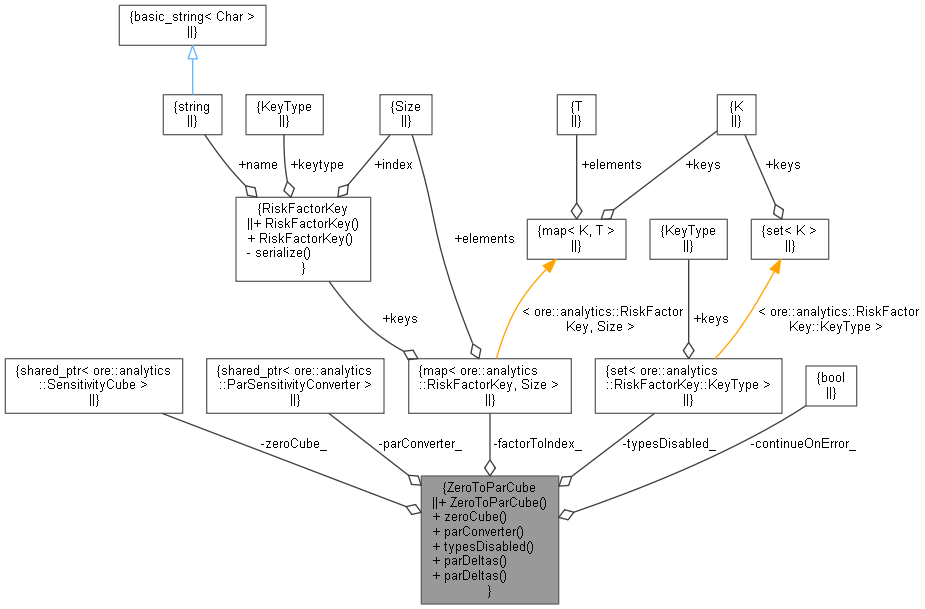 {basic_string< Char >
||}
{string
||}
{KeyType
||}
{Size
||}
{T
||}
{K
||}
+name
+keytype
+index
+elements
+keys
+keys
{RiskFactorKey
||+ RiskFactorKey()
+ RiskFactorKey()
- serialize()
}
+elements
{map< K, T >
||}
{KeyType
||}
{set< K >
||}
+keys
< ore::analytics::RiskFactor
Key, Size >
+keys
< ore::analytics::RiskFactor
Key::KeyType >
{shared_ptr< ore::analytics
::SensitivityCube >
||}
{shared_ptr< ore::analytics
::ParSensitivityConverter >
||}
{map< ore::analytics
::RiskFactorKey, Size >
||}
{set< ore::analytics
::RiskFactorKey::KeyType >
||}
{bool
||}
-zeroCube_
-parConverter_
-factorToIndex_
-typesDisabled_
-continueOnError_
{ZeroToParCube
||+ ZeroToParCube()
+ zeroCube()
+ parConverter()
+ typesDisabled()
+ parDeltas()
+ parDeltas()
}